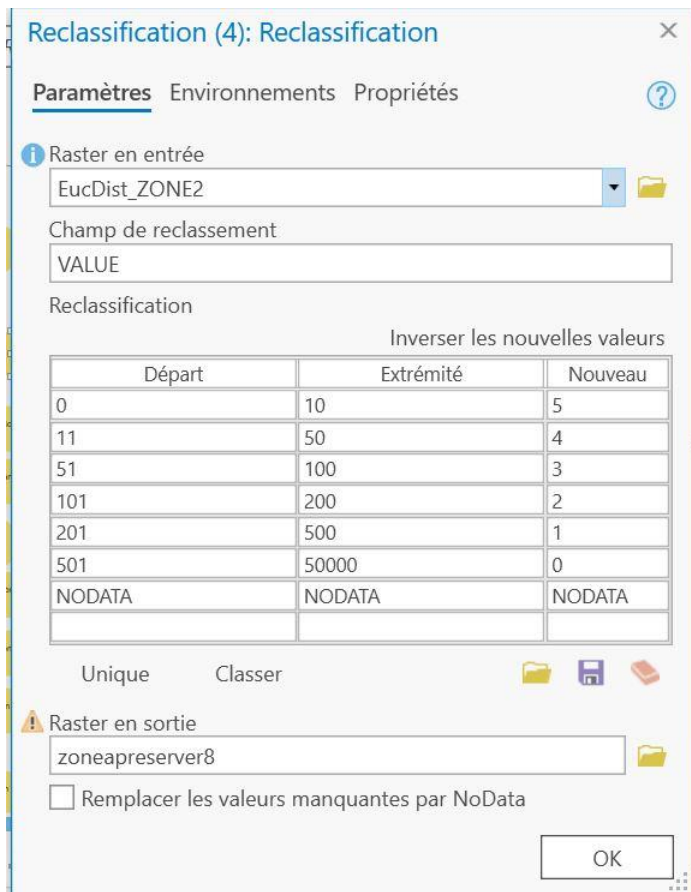 Reclassification (4): Reclassification
Paramètres Environnements Propriétés
Raster en entrée
EucDist_ZONE2
Champ de reclassement
VALUE
Reclassification
Inverser les nouvelles valeurs
Départ Extrémité Nouveau
0 10 5
11 50 4
51 100 3
101 200 2
201 500 1
501 50000 0
NODATA NODATA NODATA
Unique Classer
Raster en sortie
zoneapreserver8
Remplacer les valeurs manquantes par NoData
OK